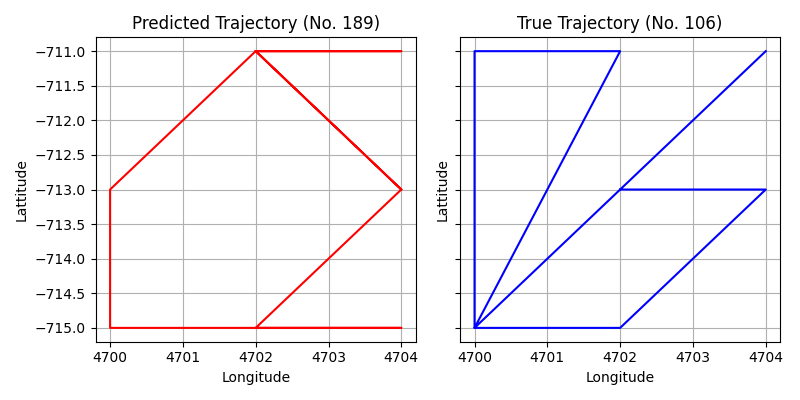 Predicted Trajectory (No. 189)
True Trajectory (No. 106)
−711.0
−711.5
−712.0
−712.5
−713.0
−713.5
−714.0
−714.5
−715.0
Lattitude
Lattitude
4700 4701 4702 4703 4704
4700 4701 4702 4703 4704
Longitude
Longitude